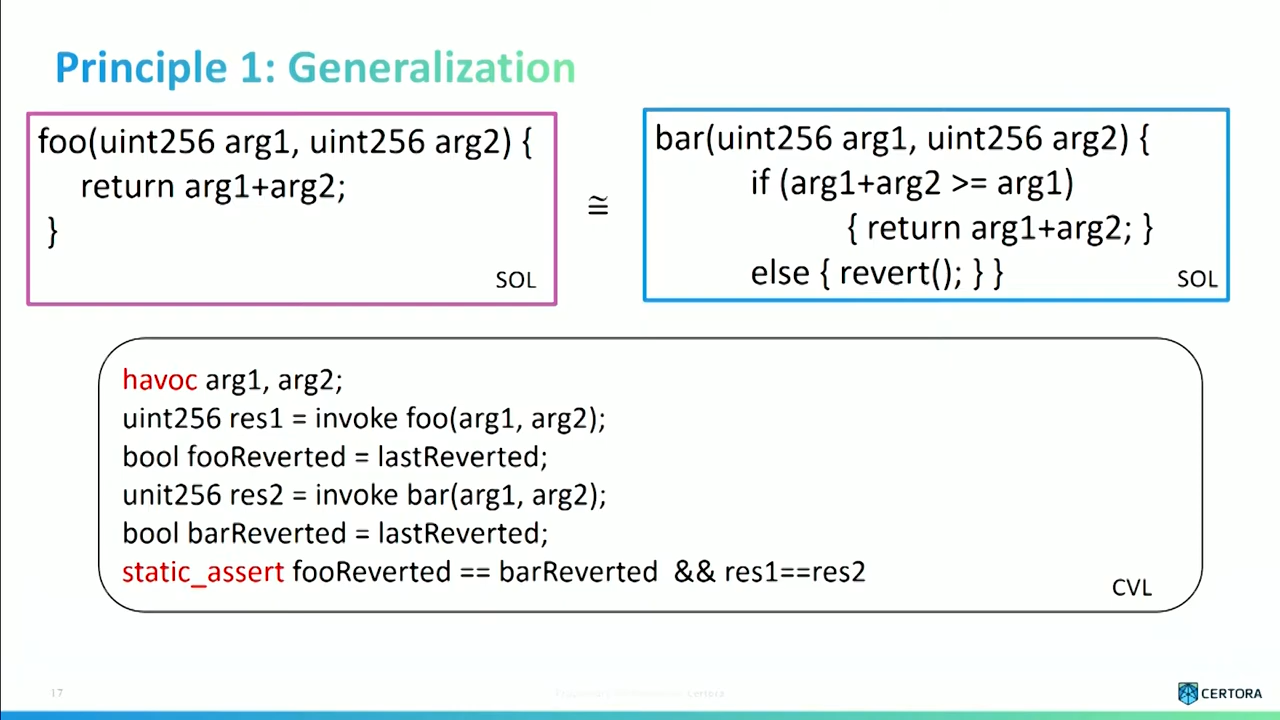 Principle 1: Generalization
foo(uint256 arg1, uint256 arg2) {
return arg1+arg2;
}
SOL
≅
bar(uint256 arg1, uint256 arg2) {
if (arg1+arg2 >= arg1)
{ return arg1+arg2; }
else { revert(); } }
SOL
havoc arg1, arg2;
uint256 res1 = invoke foo(arg1, arg2);
bool fooReverted = lastReverted;
unit256 res2 = invoke bar(arg1, arg2);
bool barReverted = lastReverted;
static_assert fooReverted == barReverted && res1==res2
CVL
17
Certora
CERTORA